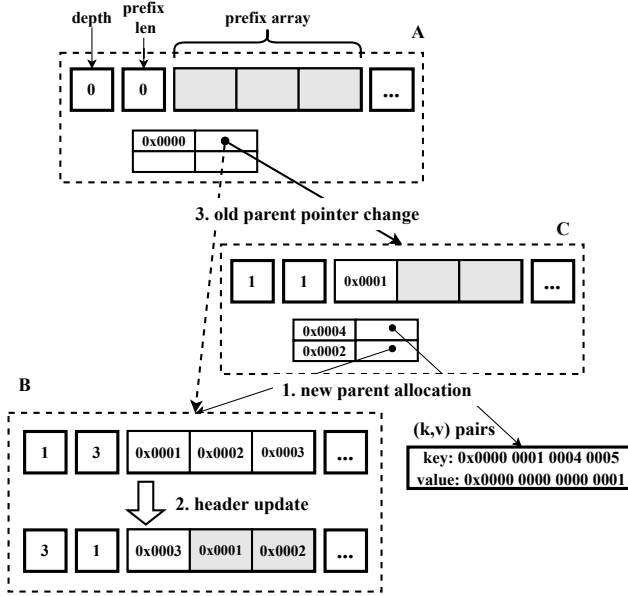 depth
prefix
len
prefix array
A
0 0 ...
0x0000
3. old parent pointer change
C
1 1 0x0001 ...
0x0004
0x0002
B
1. new parent allocation
(k,v) pairs
key: 0x0000 0001 0004 0005
value: 0x0000 0000 0000 0001
1 3 0x0001 0x0002 0x0003 ...
2. header update
3 1 0x0003 0x0001 0x0002 ...